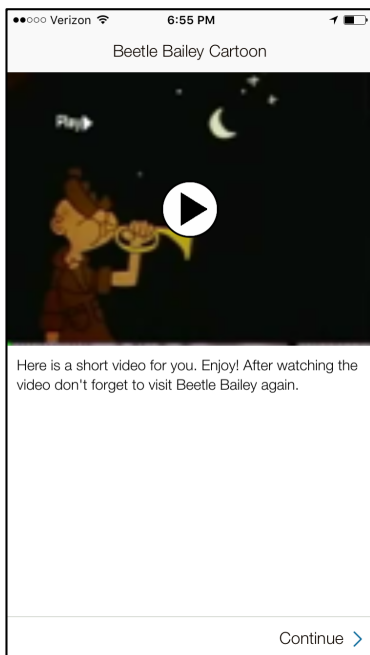 Verizon 6:55 PM
Beetle Bailey Cartoon
Play
Here is a short video for you. Enjoy! After watching the
video don't forget to visit Beetle Bailey again.
Continue